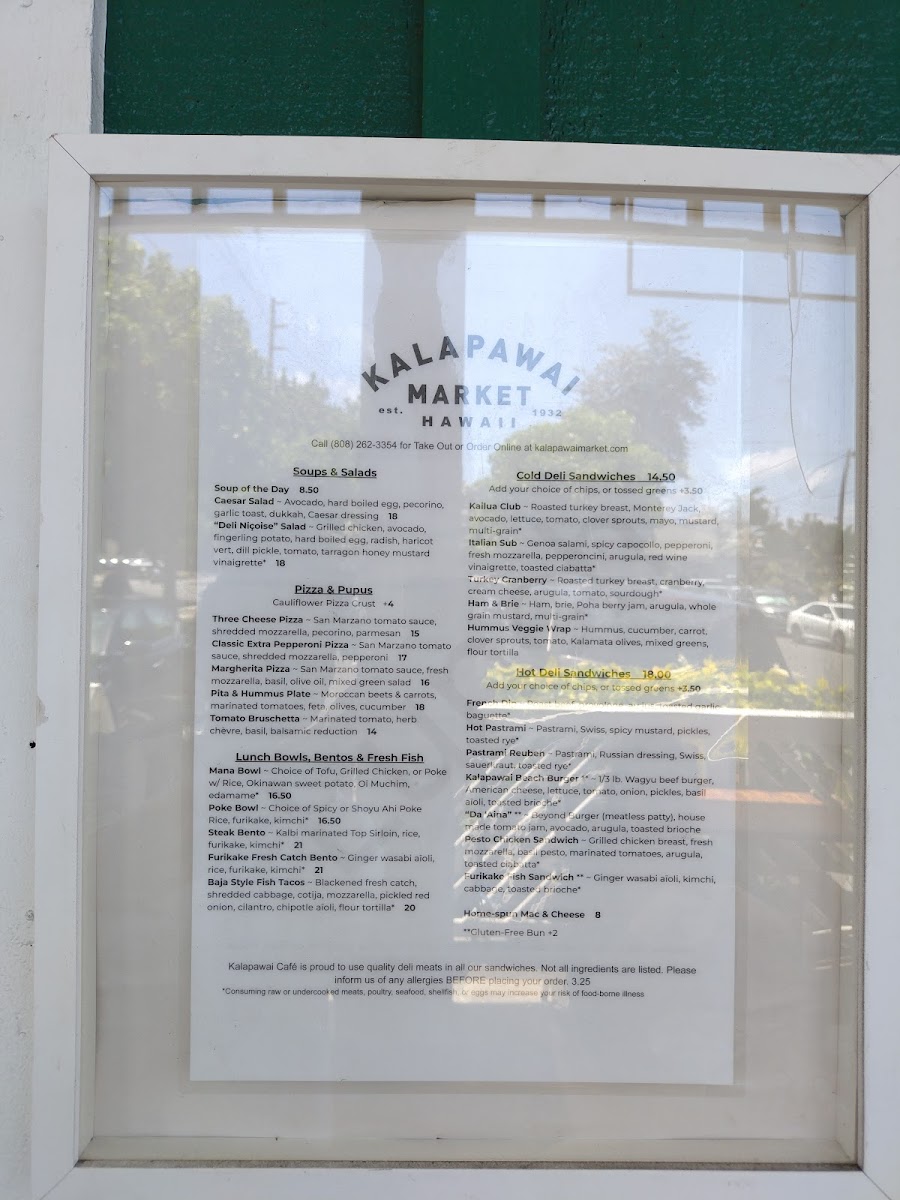 KALAPAWAI
MARKET
est. 1932
HAWAII
Call (808) 262-3354 for Take Out or Order Online at kalapawaimarket.com
Soups & Salads
Soup of the Day 8.50
Caesar Salad ~ Avocado, hard boiled egg, pecorino,
garlic toast, dukkah, Caesar dressing 18
"Deli Niçoise" Salad ~ Grilled chicken, avocado,
fingerling potato, hard boiled egg, radish, haricot
vert, dill pickle, tomato, tarragon honey mustard
vinaigrette* 18
Pizza & Pupus
Cauliflower Pizza Crust +4
Three Cheese Pizza ~ San Marzano tomato sauce,
shredded mozzarella, pecorino, parmesan 15
Classic Extra Pepperoni Pizza ~ San Marzano tomato
sauce, shredded mozzarella, pepperoni 17
Margherita Pizza ~ San Marzano tomato sauce, fresh
mozzarella, basil, olive oil, mixed green salad 16
Pita & Hummus Plate ~ Moroccan beets & carrots,
marinated tomatoes, feta, olives, cucumber 18
Tomato Bruschetta ~ Marinated tomato, herb
chèvre, basil, balsamic reduction 14
Lunch Bowls, Bentos & Fresh Fish
Mana Bowl ~ Choice of Tofu, Grilled Chicken, or Poke
w/ Rice, Okinawan sweet potato, Oi Muchim,
edamame* 16.50
Poke Bowl ~ Choice of Spicy or Shoyu Ahi Poke
Rice, furikake, kimchi* 16.50
Steak Bento ~ Kalbi marinated Top Sirloin, rice,
furikake, kimchi* 21
Furikake Fresh Catch Bento ~ Ginger wasabi aioli,
rice, furikake, kimchi* 21
Baja Style Fish Tacos ~ Blackened fresh catch,
shredded cabbage, cotija, mozzarella, pickled red
onion, cilantro, chipotle aioli, flour tortilla* 20
Cold Deli Sandwiches 14.50
Add your choice of chips, or tossed greens +3.50
Kailua Club ~ Roasted turkey breast, Monterey Jack,
avocado, lettuce, tomato, clover sprouts, mayo, mustard,
multi-grain*
Italian Sub ~ Genoa salami, spicy capocollo, pepperoni,
fresh mozzarella, pepperoncini, arugula, red wine
vinaigrette, toasted ciabatta*
Turkey Cranberry ~ Roasted turkey breast, cranberry,
cream cheese, arugula, tomato, sourdough*
Ham & Brie ~ Ham, brie, Poha berry jam, arugula, whole
grain mustard, multi-grain*
Hummus Veggie Wrap ~ Hummus, cucumber, carrot,
clover sprouts, tomato, Kalamata olives, mixed greens,
flour tortilla
Hot Deli Sandwiches 18.00
Add your choice of chips, or tossed greens +3.50
French Dip ~ toasted garlic
baguette*
Hot Pastrami ~ Pastrami, Swiss, spicy mustard, pickles,
toasted rye*
Pastrami Reuben ~ Pastrami, Russian dressing, Swiss,
sauerkraut, toasted rye*
Kalapawai Beach Burger ** ~ 1/3 lb. Wagyu beef burger,
American cheese, lettuce, tomato, onion, pickles, basil
aioli, toasted brioche*
"Da 'Aina" ** ~ Beyond Burger (meatless patty), house
made tomato jam, avocado, arugula, toasted brioche
Pesto Chicken Sandwich ~ Grilled chicken breast, fresh
mozzarella, basil pesto, marinated tomatoes, arugula,
toasted ciabatta*
Furikake Fish Sandwich ** ~ Ginger wasabi aioli, kimchi,
cabbage, toasted brioche*
Home-spun Mac & Cheese 8
**Gluten-Free Bun +2
Kalapawai Café is proud to use quality deli meats in all our sandwiches. Not all ingredients are listed. Please
inform us of any allergies BEFORE placing your order. 3.25
*Consuming raw or undercooked meats, poultry, seafood, shellfish, or eggs may increase your risk of food-borne illness